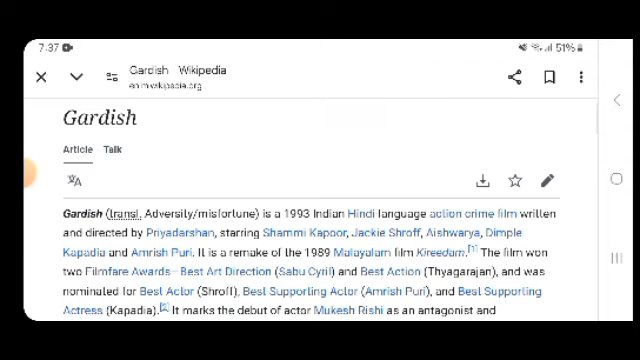 7:37
51%
Gardish Wikipedia
en.m.wikipedia.org
Gardish
Article Talk
Gardish (transl. Adversity/misfortune) is a 1993 Indian Hindi language action crime film written
and directed by Priyadarshan, starring Shammi Kapoor, Jackie Shroff, Aishwarya, Dimple
Kapadia and Amrish Puri. It is a remake of the 1989 Malayalam film Kireedam.[1] The film won
two Filmfare Awards—Best Art Direction (Sabu Cyril) and Best Action (Thyagarajan), and was
nominated for Best Actor (Shroff), Best Supporting Actor (Amrish Puri), and Best Supporting
Actress (Kapadia).[2] It marks the debut of actor Mukesh Rishi as an antagonist and